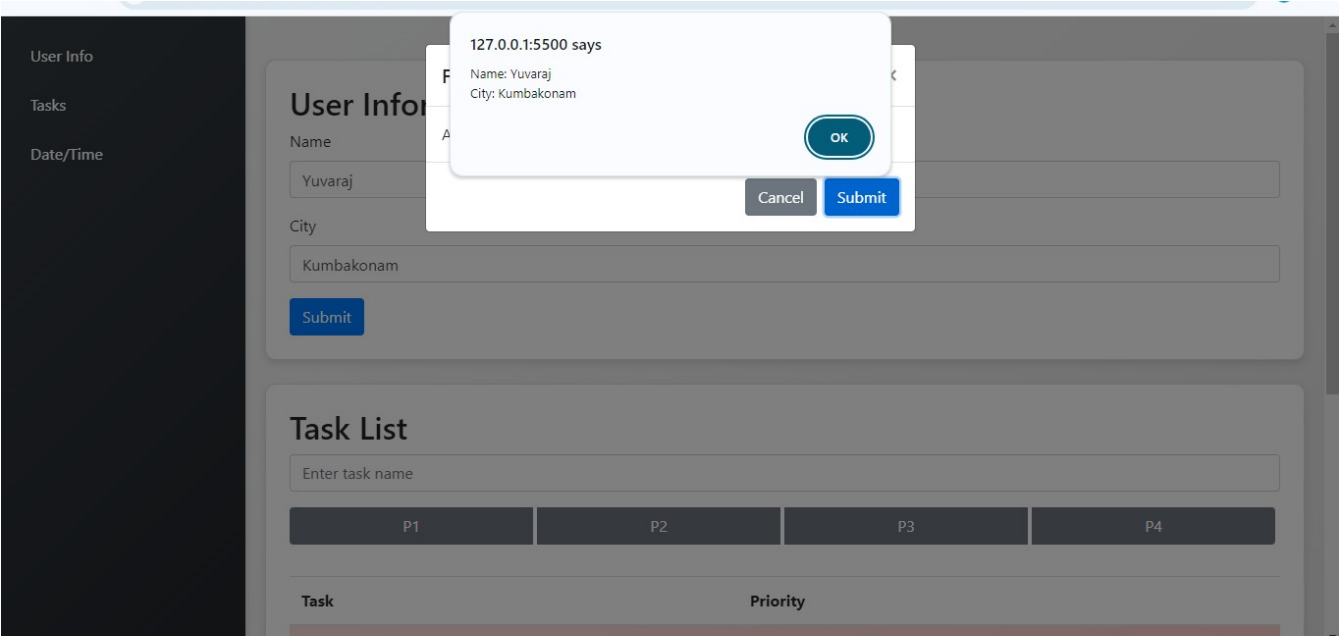 User Info
Tasks
Date/Time
127.0.0.1:5500 says
Name: Yuvaraj
City: Kumbakonam
OK
Cancel
Submit
User
Name
Yuvaraj
City
Kumbakonam
Submit
Task List
Enter task name
P1
P2
P3
P4
Task
Priority